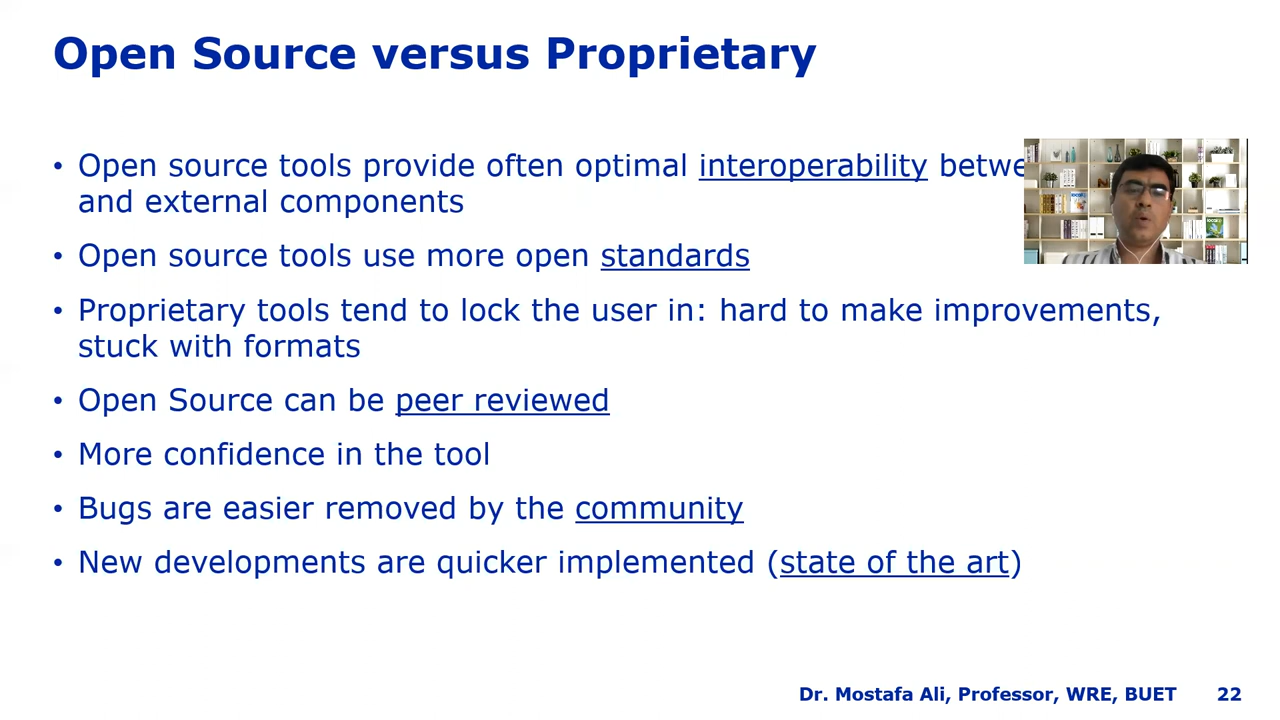 Open Source versus Proprietary
• Open source tools provide often optimal interoperability
and external components
• Open source tools use more open standards
• Proprietary tools tend to lock the user in: hard to make improvements,
stuck with formats
• Open Source can be peer reviewed
• More confidence in the tool
• Bugs are easier removed by the community
• New developments are quicker implemented (state of the art)
Dr. Mostafa Ali, Professor, WRE, BUET 22